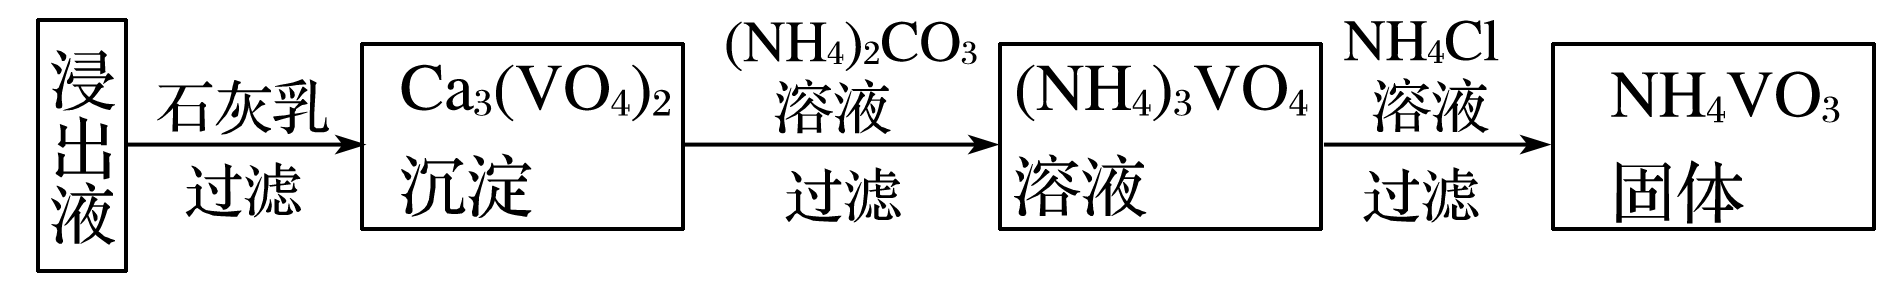 浸出液
石灰乳
过滤
Ca₃(VO₄)₂
沉淀
(NH₄)₂CO₃
溶液
过滤
(NH₄)₃VO₄
溶液
NH₄Cl
溶液
过滤
NH₄VO₃
固体